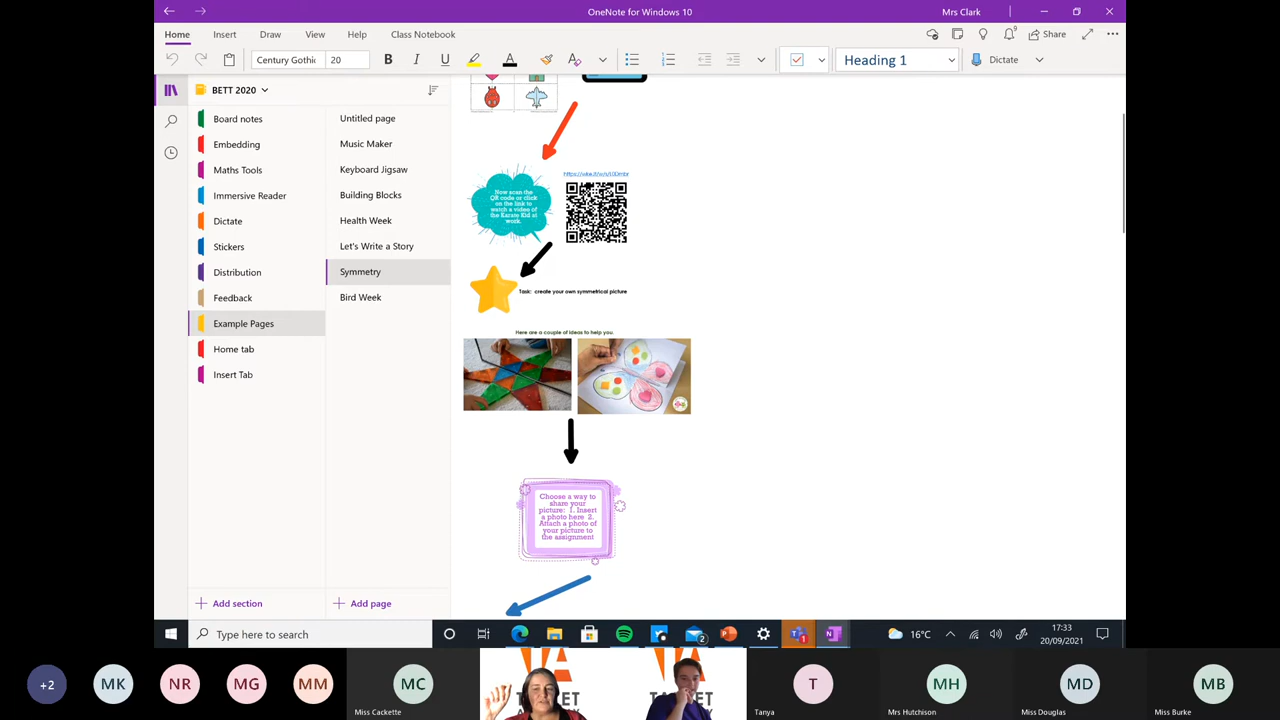 OneNote for Windows 10
Mrs Clark
Home
Insert
Draw
View
Help
Class Notebook
9
Share
Century Gothic
20
B
I
U
A
A
Heading 1
Dictate
BETT 2020
Board notes
Embedding
Maths Tools
Immersive Reader
Dictate
Stickers
Distribution
Feedback
Example Pages
Home tab
Insert Tab
Untitled page
Music Maker
Keyboard Jigsaw
Building Blocks
Health Week
Let's Write a Story
Symmetry
Bird Week
Now scan the
QR code or click
on the link to
watch a video of
the Karate Kid at
work.
Task: create your own symmetrical picture
Here are a couple of ideas to help you.
Choose a way to
share your
picture: 1. Insert
a photo here 2.
Attach a photo of
your picture to
the assignment
Add section
Add page
Type here to search
2
1
16°C
17:33
20/09/2021
+2
MK
NR
MG
MM
MC
Miss Cackette
T
Tanya
MH
Mrs Hutchison
MD
Miss Douglas
MB
Miss Burke